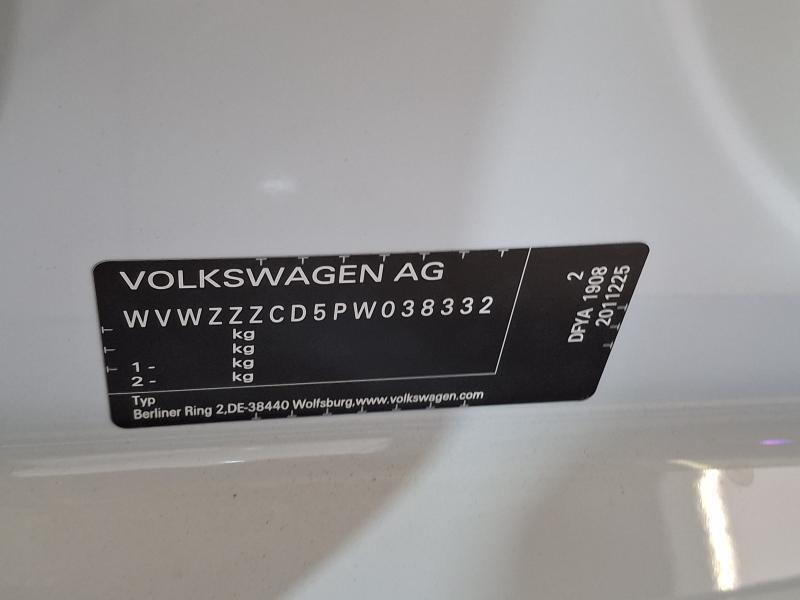 VOLKSWAGEN AG
WVWZZZCD5PW038332
kg
kg
1 - kg
2 - kg
Typ
Berliner Ring 2,DE-38440 Wolfsburg,www.volkswagen.com
2
DFYA 1908
2011225